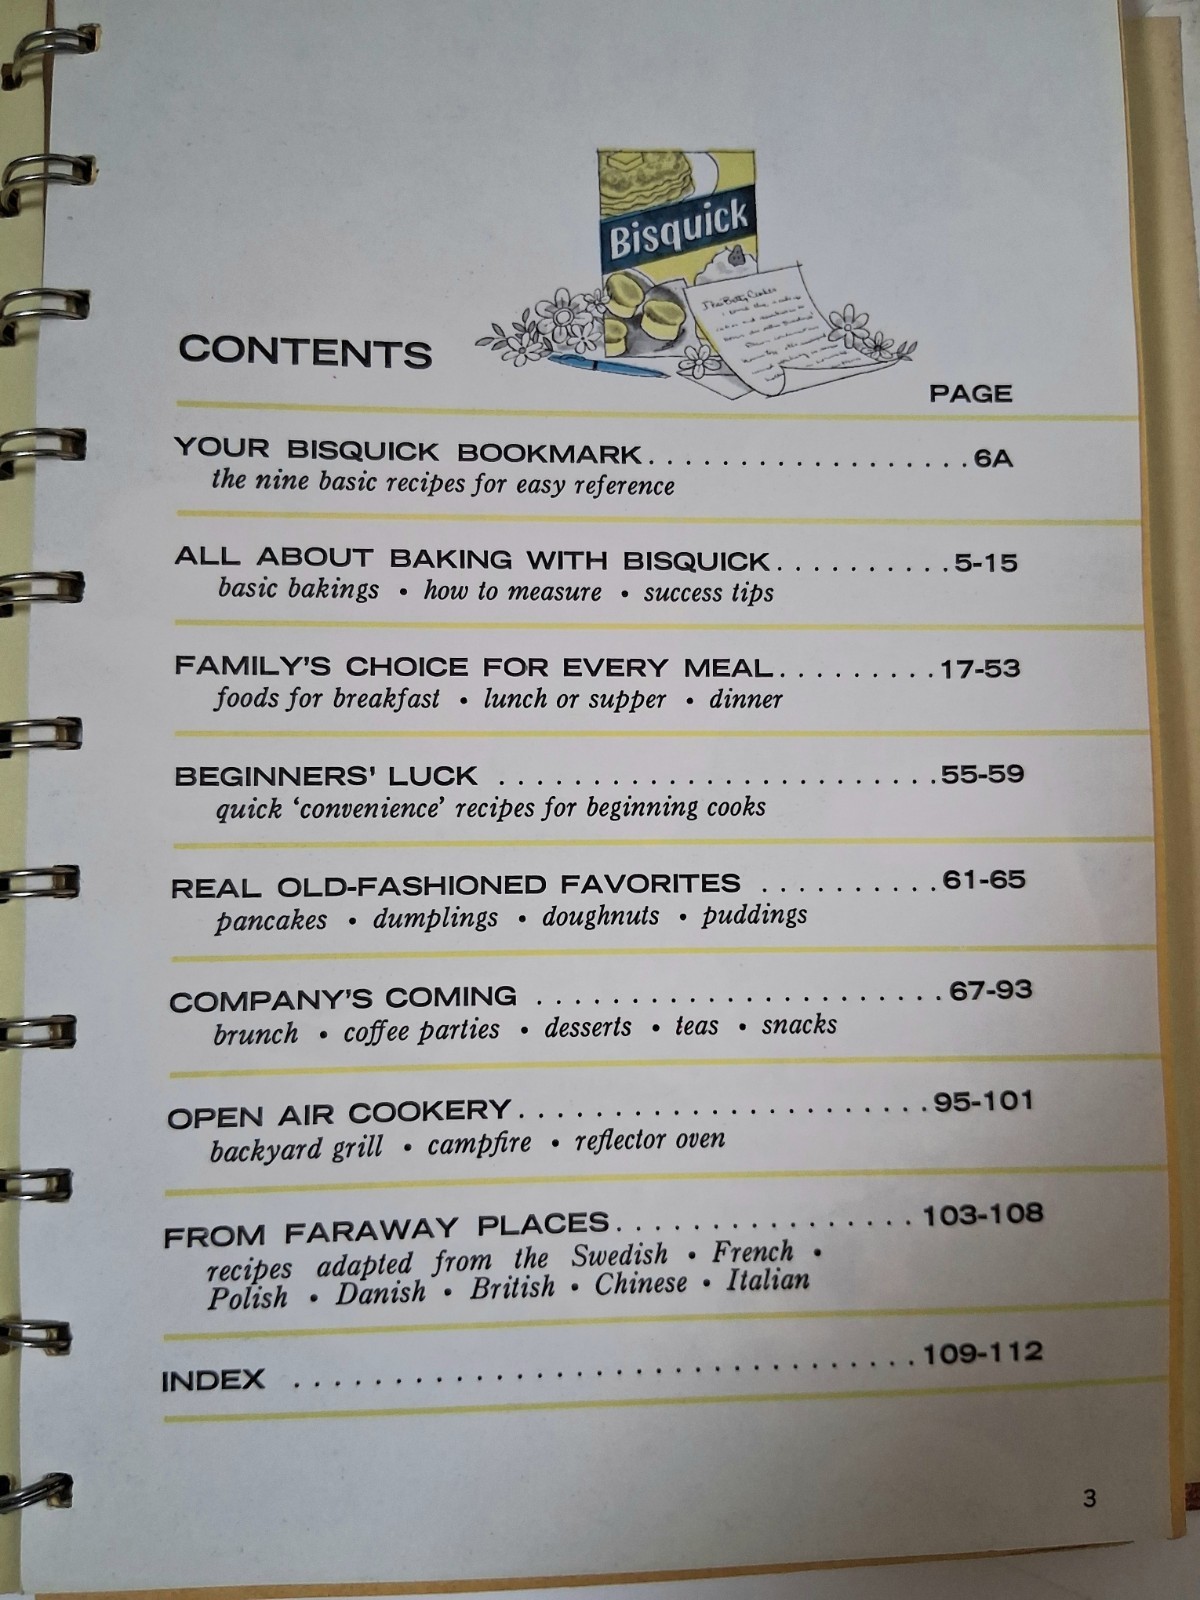 Bisquick
CONTENTS
PAGE
YOUR BISQUICK BOOKMARK. . . . . . . . . . . . . . . . . . . 6A
the nine basic recipes for easy reference
ALL ABOUT BAKING WITH BISQUICK. . . . . . . . . . . 5-15
basic bakings • how to measure • success tips
FAMILY'S CHOICE FOR EVERY MEAL. . . . . . . . . . 17-53
foods for breakfast • lunch or supper • dinner
BEGINNERS' LUCK . . . . . . . . . . . . . . . . . . . . . . . . . . 55-59
quick ‘convenience’ recipes for beginning cooks
REAL OLD-FASHIONED FAVORITES . . . . . . . . . . . 61-65
pancakes • dumplings • doughnuts • puddings
COMPANY'S COMING . . . . . . . . . . . . . . . . . . . . . . . . 67-93
brunch • coffee parties • desserts • teas • snacks
OPEN AIR COOKERY. . . . . . . . . . . . . . . . . . . . . . . . 95-101
backyard grill • campfire • reflector oven
FROM FARAWAY PLACES. . . . . . . . . . . . . . . . . . 103-108
recipes adapted from the Swedish • French •
Polish • Danish • British • Chinese • Italian
INDEX . . . . . . . . . . . . . . . . . . . . . . . . . . . . . . . . . . . . . 109-112
3